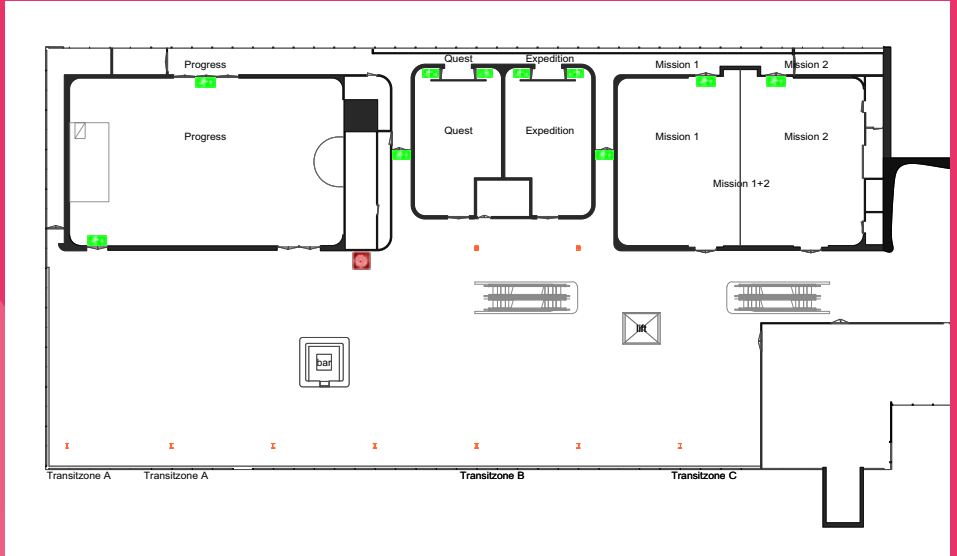 Progress
Quest
Expedition
Mission 1
Mission 2
Progress
Quest
Expedition
Mission 1
Mission 2
Mission 1+2
lift
bar
Transitzone A
Transitzone A
Transitzone B
Transitzone C